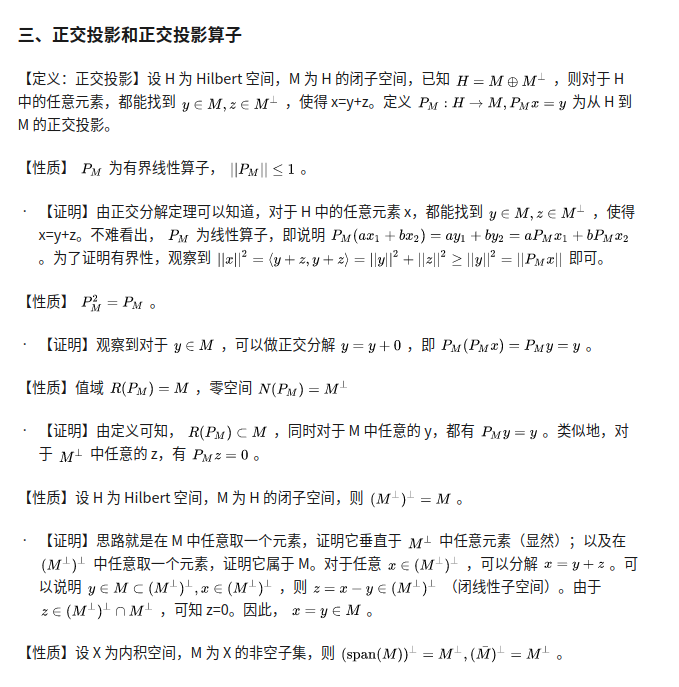 三、正交投影和正交投影算子
【定义：正交投影】设 H 为 Hilbert 空间，M 为 H 的闭子空间，已知 $H = M \oplus M^{\perp}$ ，则对于 H
中的任意元素，都能找到 $y \in M, z \in M^{\perp}$ ，使得 x=y+z。定义 $P_M : H \to M, P_M x = y$ 为从 H 到
M 的正交投影。
【性质】 $P_M$ 为有界线性算子， $||P_M|| \leq 1$ 。
· 【证明】由正交分解定理可以知道，对于 H 中的任意元素 x，都能找到 $y \in M, z \in M^{\perp}$ ，使得
x=y+z。不难看出， $P_M$ 为线性算子，即说明 $P_M(ax_1 + bx_2) = ay_1 + by_2 = aP_M x_1 + bP_M x_2$
。为了证明有界性，观察到 $||x||^2 = \langle y + z, y + z \rangle = ||y||^2 + ||z||^2 \geq ||y||^2 = ||P_M x||$ 即可。
【性质】 $P_M^2 = P_M$ 。
· 【证明】观察到对于 $y \in M$ ，可以做正交分解 $y = y + 0$ ，即 $P_M(P_M x) = P_M y = y$ 。
【性质】值域 $R(P_M) = M$ ，零空间 $N(P_M) = M^{\perp}$
· 【证明】由定义可知， $R(P_M) \subset M$ ，同时对于 M 中任意的 y，都有 $P_M y = y$ 。类似地，对
于 $M^{\perp}$ 中任意的 z，有 $P_M z = 0$ 。
【性质】设 H 为 Hilbert 空间，M 为 H 的闭子空间，则 $(M^{\perp})^{\perp} = M$ 。
· 【证明】思路就是在 M 中任意取一个元素，证明它垂直于 $M^{\perp}$ 中任意元素（显然）；以及在
$(M^{\perp})^{\perp}$ 中任意取一个元素，证明它属于 M。对于任意 $x \in (M^{\perp})^{\perp}$ ，可以分解 $x = y + z$ 。可
以说明 $y \in M \subset (M^{\perp})^{\perp}, x \in (M^{\perp})^{\perp}$ ，则 $z = x - y \in (M^{\perp})^{\perp}$ （闭线性子空间）。由于
$z \in (M^{\perp})^{\perp} \cap M^{\perp}$ ，可知 z=0。因此， $x = y \in M$ 。
【性质】设 X 为内积空间，M 为 X 的非空子集，则 $(\text{span}(M))^{\perp} = M^{\perp}, (\bar{M})^{\perp} = M^{\perp}$ 。